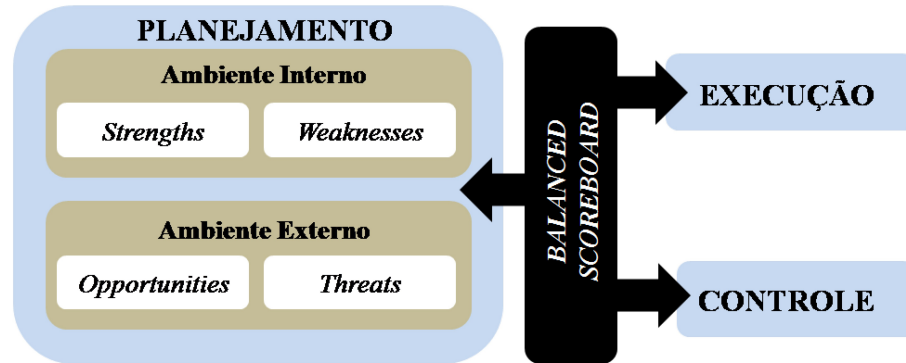 PLANEJAMENTO
Ambiente Interno
Strengths
Weaknesses
Ambiente Externo
Opportunities
Threats
BALANCED
SCOREBOARD
EXECUÇÃO
CONTROLE